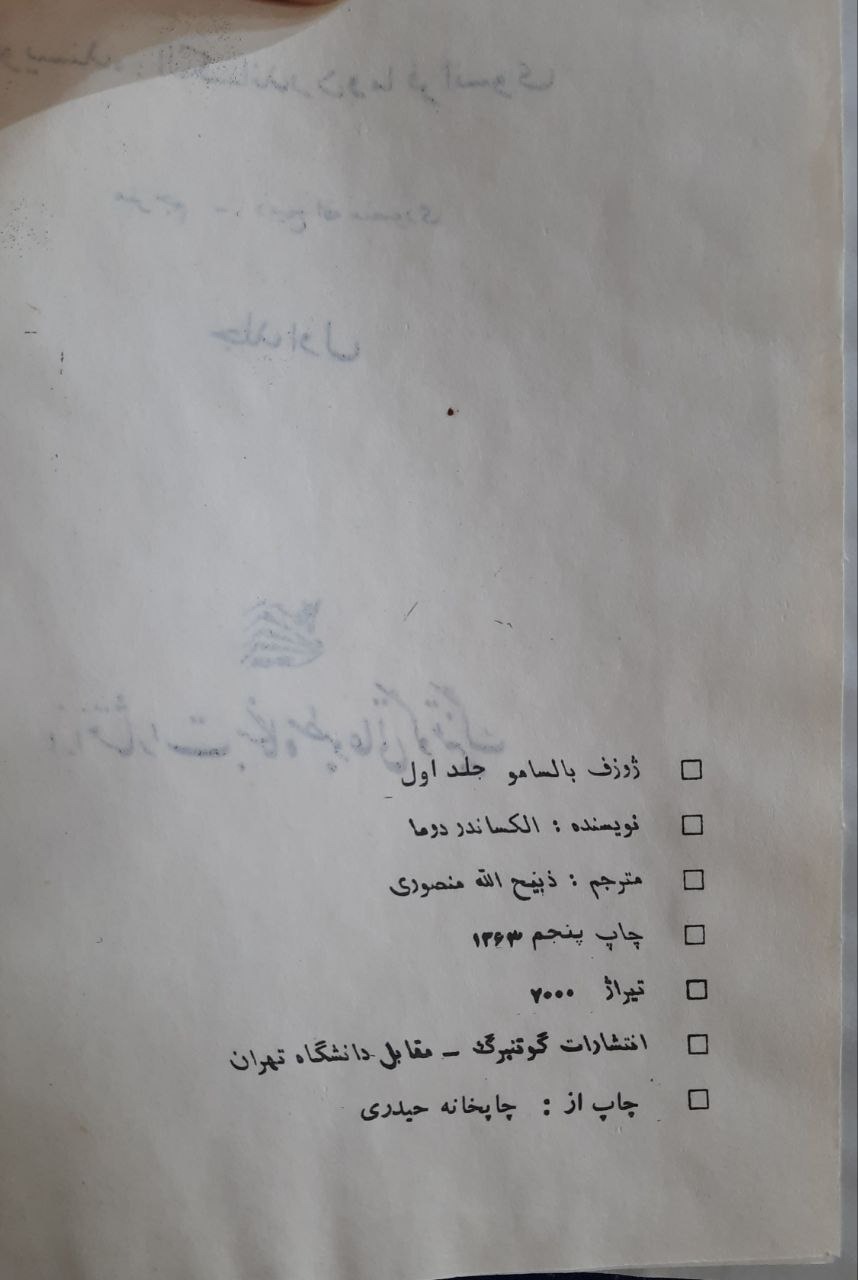 ژوزف بالسامو جلد اول
نویسنده : الکساندر دوما
مترجم : ذبیح الله منصوری
چاپ پنجم ۱۳۶۳
تیراژ ۷۰۰۰
انتشارات گوتنبرگ - مقابل دانشگاه تهران
چاپ از : چاپخانه حیدری